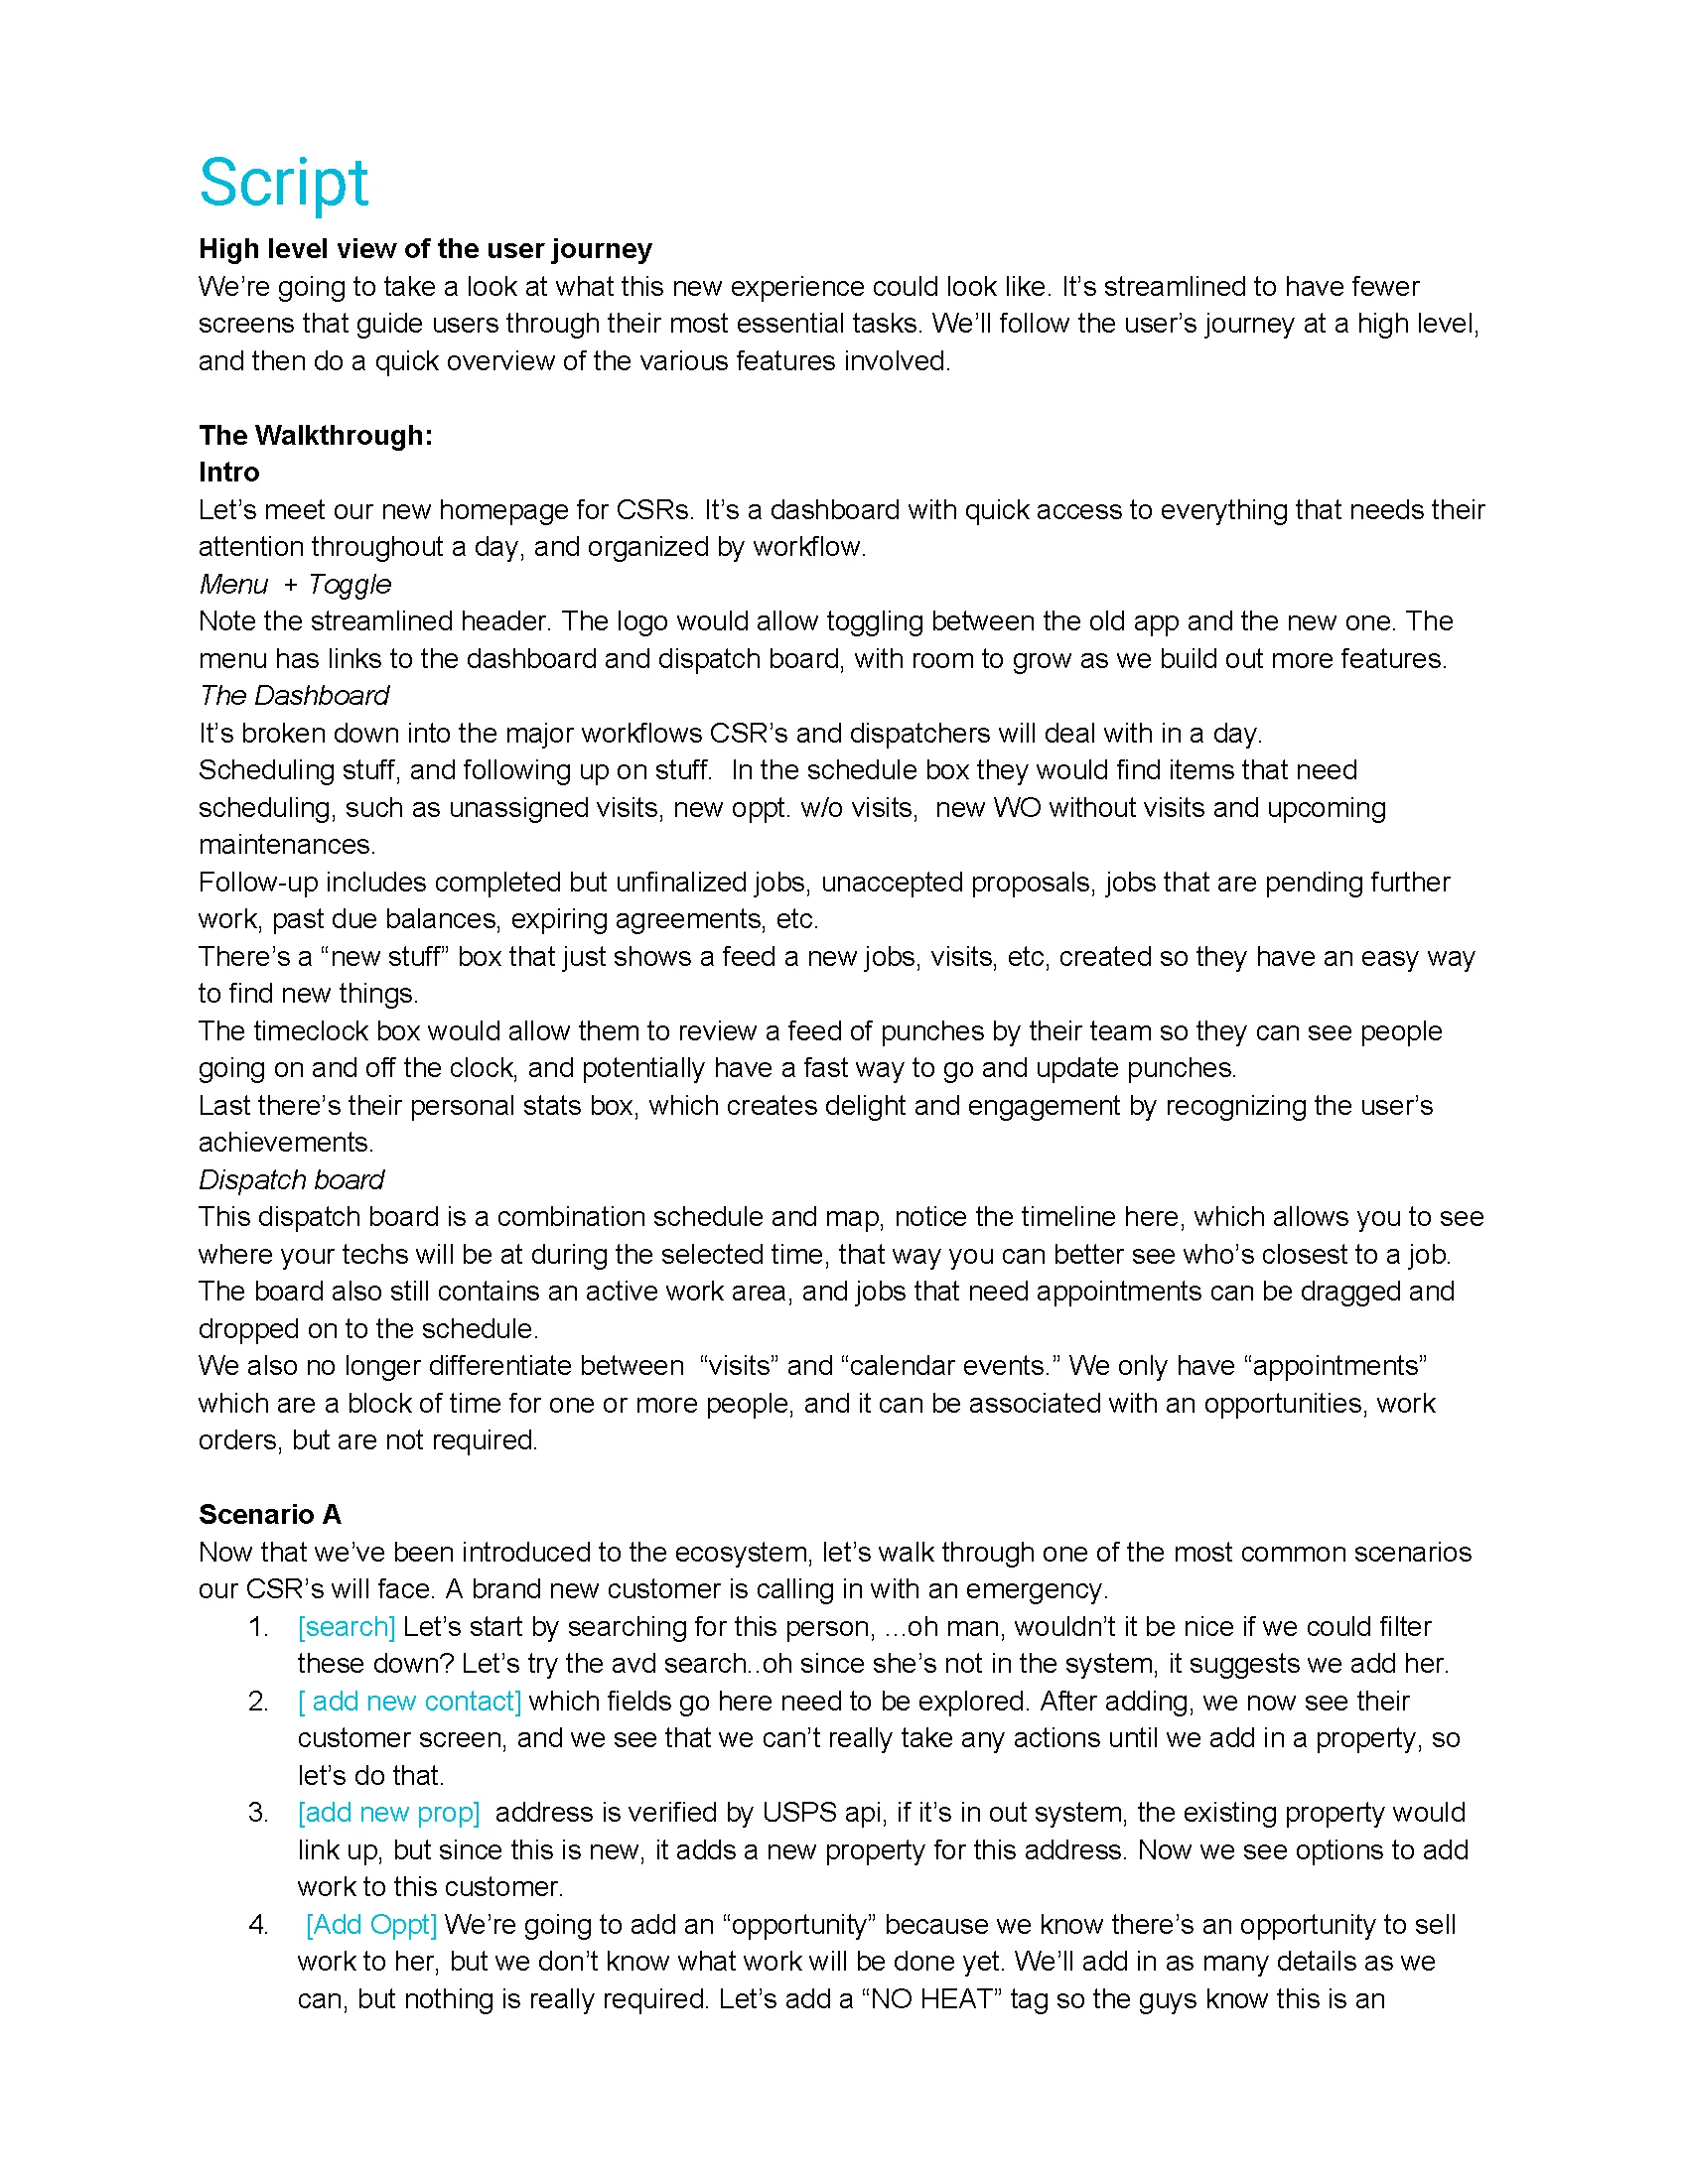 Script
High level view of the user journey
We’re going to take a look at what this new experience could look like. It’s streamlined to have fewer
screens that guide users through their most essential tasks. We’ll follow the user’s journey at a high level,
and then do a quick overview of the various features involved.
The Walkthrough:
Intro
Let’s meet our new homepage for CSRs. It’s a dashboard with quick access to everything that needs their
attention throughout a day, and organized by workflow.
Menu  + Toggle
Note the streamlined header. The logo would allow toggling between the old app and the new one. The
menu has links to the dashboard and dispatch board, with room to grow as we build out more features.
The Dashboard
It’s broken down into the major workflows CSR’s and dispatchers will deal with in a day.
Scheduling stuff, and following up on stuff.  In the schedule box they would find items that need
scheduling, such as unassigned visits, new oppt. w/o visits,  new WO without visits and upcoming
maintenances.
Follow-up includes completed but unfinalized jobs, unaccepted proposals, jobs that are pending further
work, past due balances, expiring agreements, etc.
There’s a “new stuff” box that just shows a feed a new jobs, visits, etc, created so they have an easy way
to find new things.
The timeclock box would allow them to review a feed of punches by their team so they can see people
going on and off the clock, and potentially have a fast way to go and update punches.
Last there’s their personal stats box, which creates delight and engagement by recognizing the user’s
achievements.
Dispatch board
This dispatch board is a combination schedule and map, notice the timeline here, which allows you to see
where your techs will be at during the selected time, that way you can better see who’s closest to a job.
The board also still contains an active work area, and jobs that need appointments can be dragged and
dropped on to the schedule.
We also no longer differentiate between  “visits” and “calendar events.” We only have “appointments”
which are a block of time for one or more people, and it can be associated with an opportunities, work
orders, but are not required.
Scenario A
Now that we’ve been introduced to the ecosystem, let’s walk through one of the most common scenarios
our CSR’s will face. A brand new customer is calling in with an emergency.
1. [search] Let’s start by searching for this person, ...oh man, wouldn’t it be nice if we could filter
these down? Let’s try the avd search..oh since she’s not in the system, it suggests we add her.
2. [ add new contact] which fields go here need to be explored. After adding, we now see their
customer screen, and we see that we can’t really take any actions until we add in a property, so
let’s do that.
3. [add new prop]  address is verified by USPS api, if it’s in out system, the existing property would
link up, but since this is new, it adds a new property for this address. Now we see options to add
work to this customer.
4. [Add Oppt] We’re going to add an “opportunity” because we know there’s an opportunity to sell
work to her, but we don’t know what work will be done yet. We’ll add in as many details as we
can, but nothing is really required. Let’s add a “NO HEAT” tag so the guys know this is an